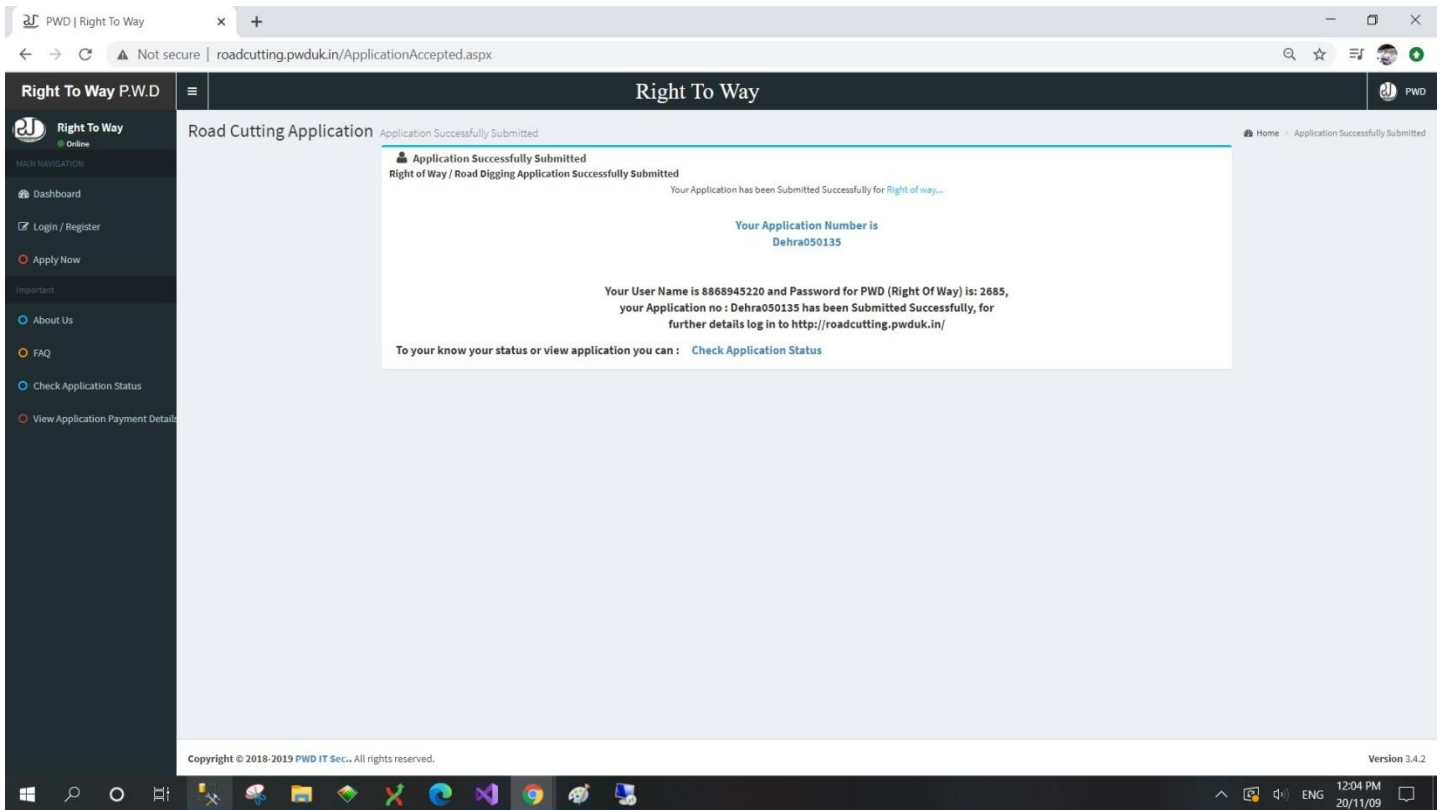 PWD | Right To Way
Not secure | roadcutting.pwduk.in/ApplicationAccepted.aspx
Right To Way P.W.D
Right To Way
PWD
Right To Way
Online
MAIN NAVIGATION
Dashboard
Login / Register
Apply Now
Important
About Us
FAQ
Check Application Status
View Application Payment Details
Road Cutting Application Application Successfully Submitted
Home > Application Successfully Submitted
Application Successfully Submitted
Right of Way / Road Digging Application Successfully Submitted
Your Application has been Submitted Successfully for Right of way...
Your Application Number is
Dehra050135
Your User Name is 8868945220 and Password for PWD (Right Of Way) is: 2685,
your Application no : Dehra050135 has been Submitted Successfully, for
further details log in to http://roadcutting.pwduk.in/
To your know your status or view application you can : Check Application Status
Copyright © 2018-2019 PWD IT Sec.. All rights reserved.
Version 3.4.2
ENG
12:04 PM
20/11/09